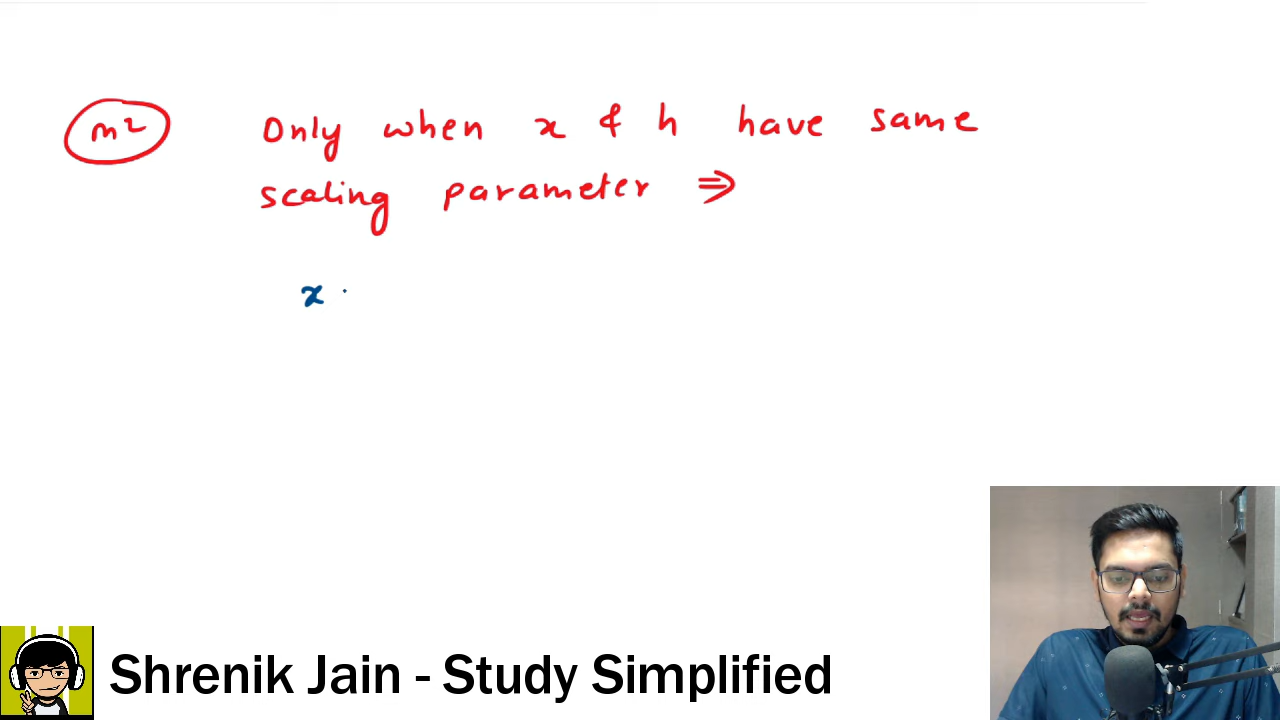 m2 Only when x & h have same
scaling parameter ⇒
x
Shrenik Jain - Study Simplified